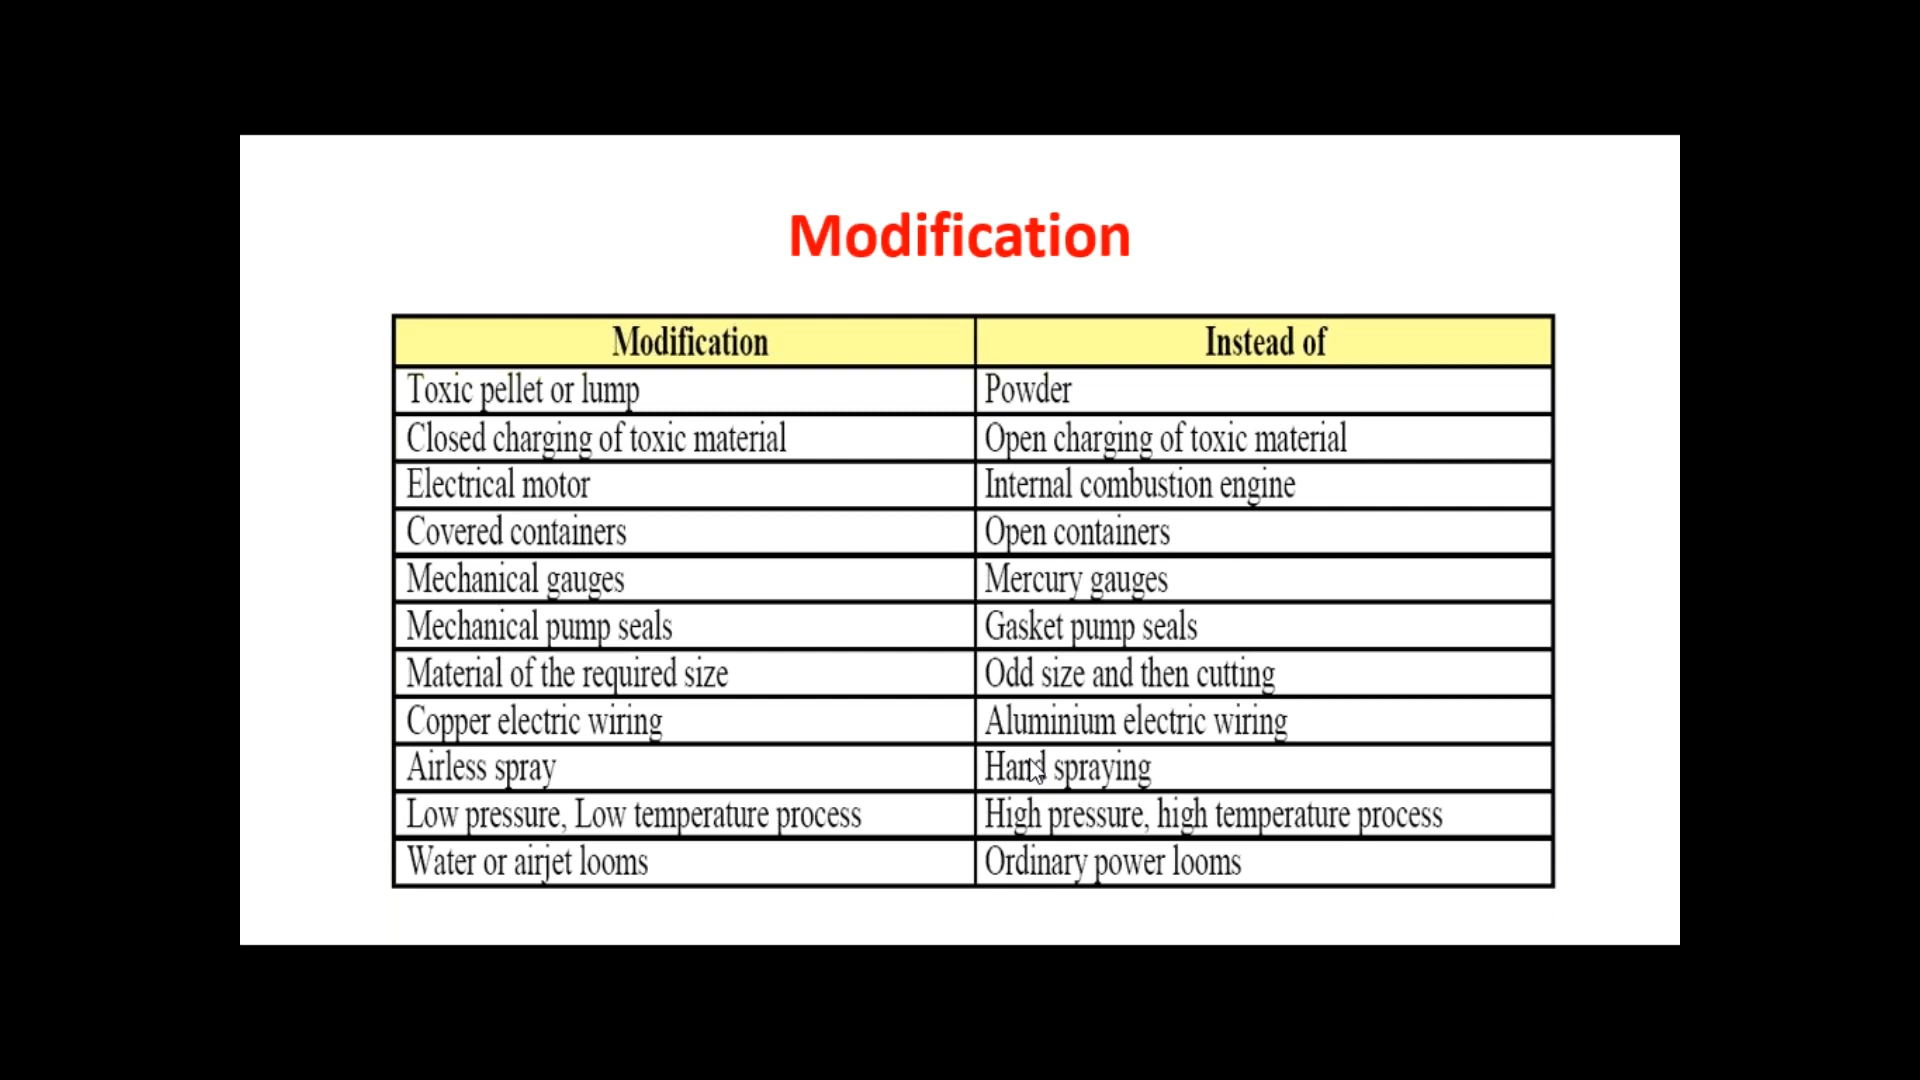 Modification
Modification Instead of
Toxic pellet or lump Powder
Closed charging of toxic material Open charging of toxic material
Electrical motor Internal combustion engine
Covered containers Open containers
Mechanical gauges Mercury gauges
Mechanical pump seals Gasket pump seals
Material of the required size Odd size and then cutting
Copper electric wiring Aluminium electric wiring
Airless spray Hand spraying
Low pressure, Low temperature process High pressure, high temperature process
Water or airjet looms Ordinary power looms